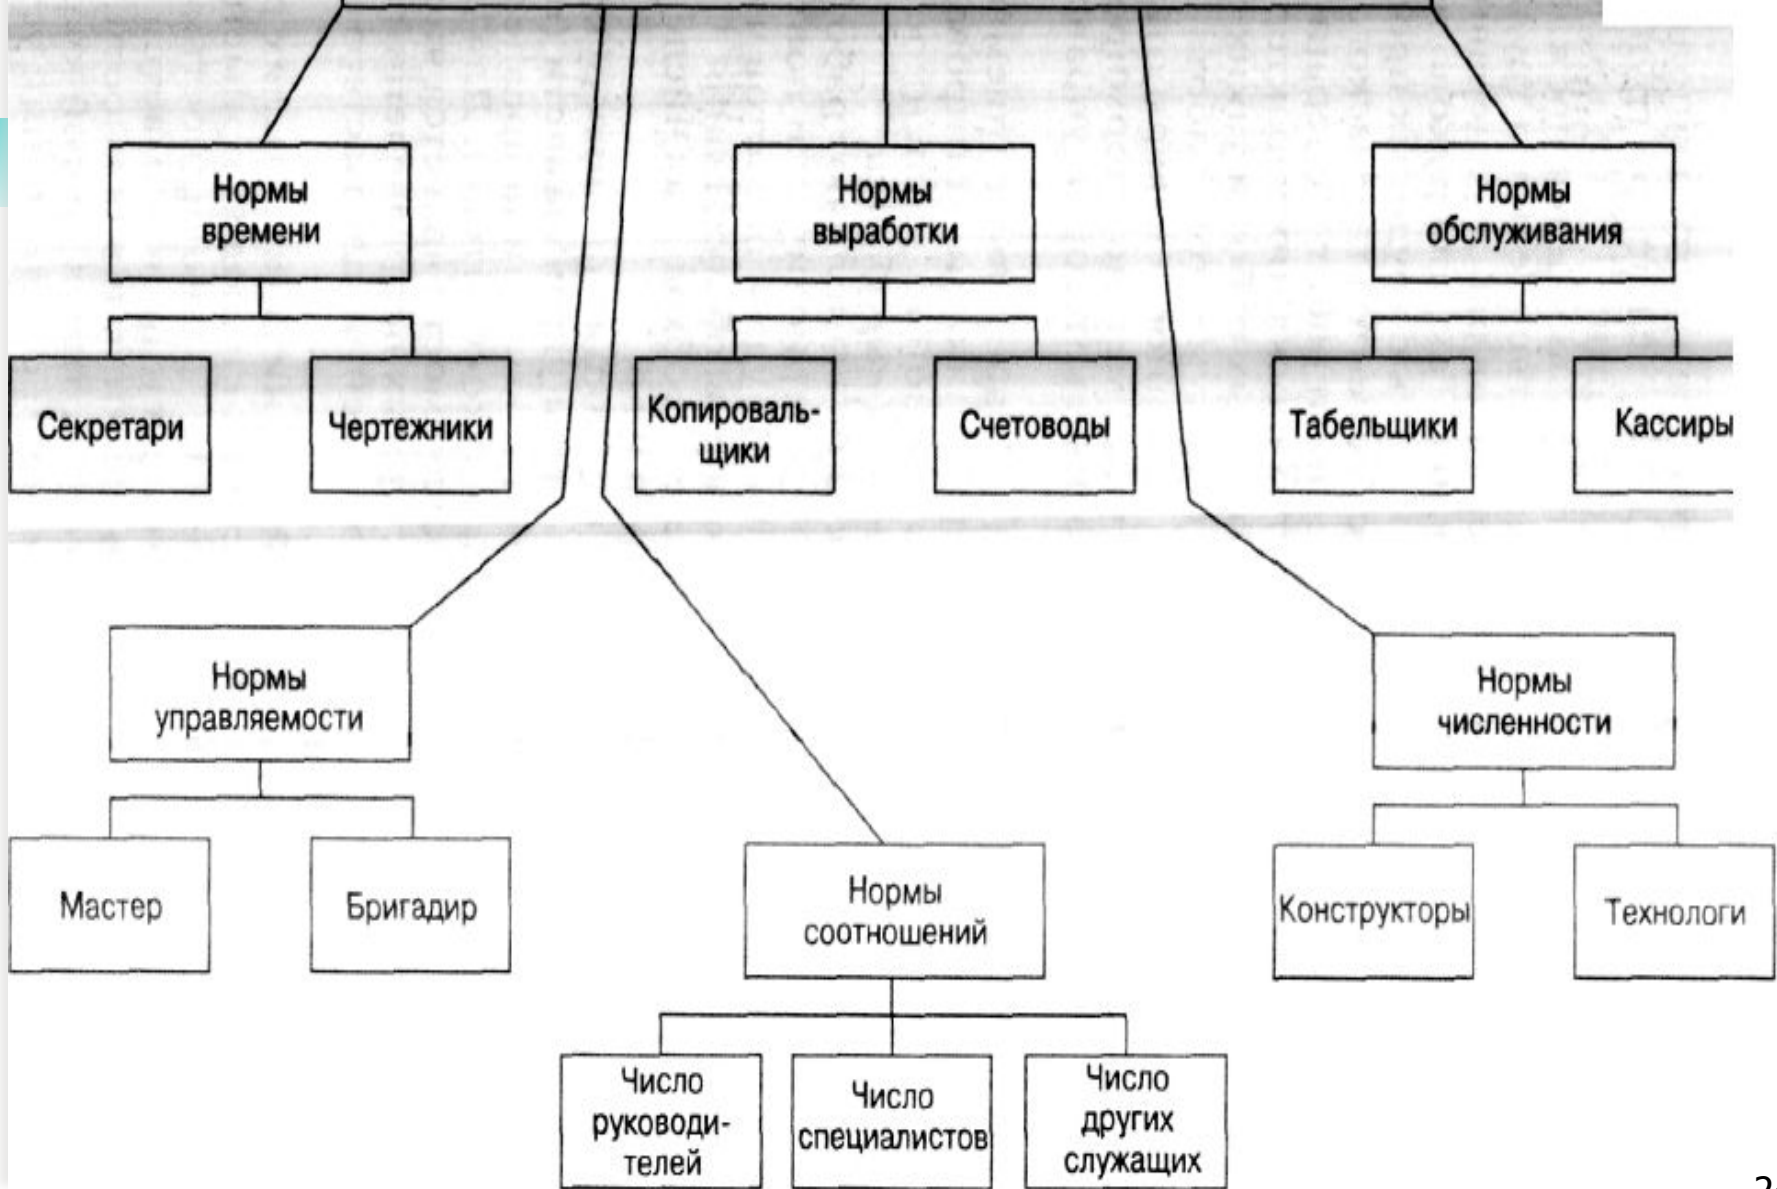 Нормы
времени
Нормы
выработки
Нормы
обслуживания
Секретари
Чертежники
Копироваль-
щики
Счетоводы
Табельщики
Кассиры
Нормы
управляемости
Нормы
численности
Мастер
Бригадир
Нормы
соотношений
Конструкторы
Технологи
Число
руководи-
телей
Число
специалистов
Число
других
служащих